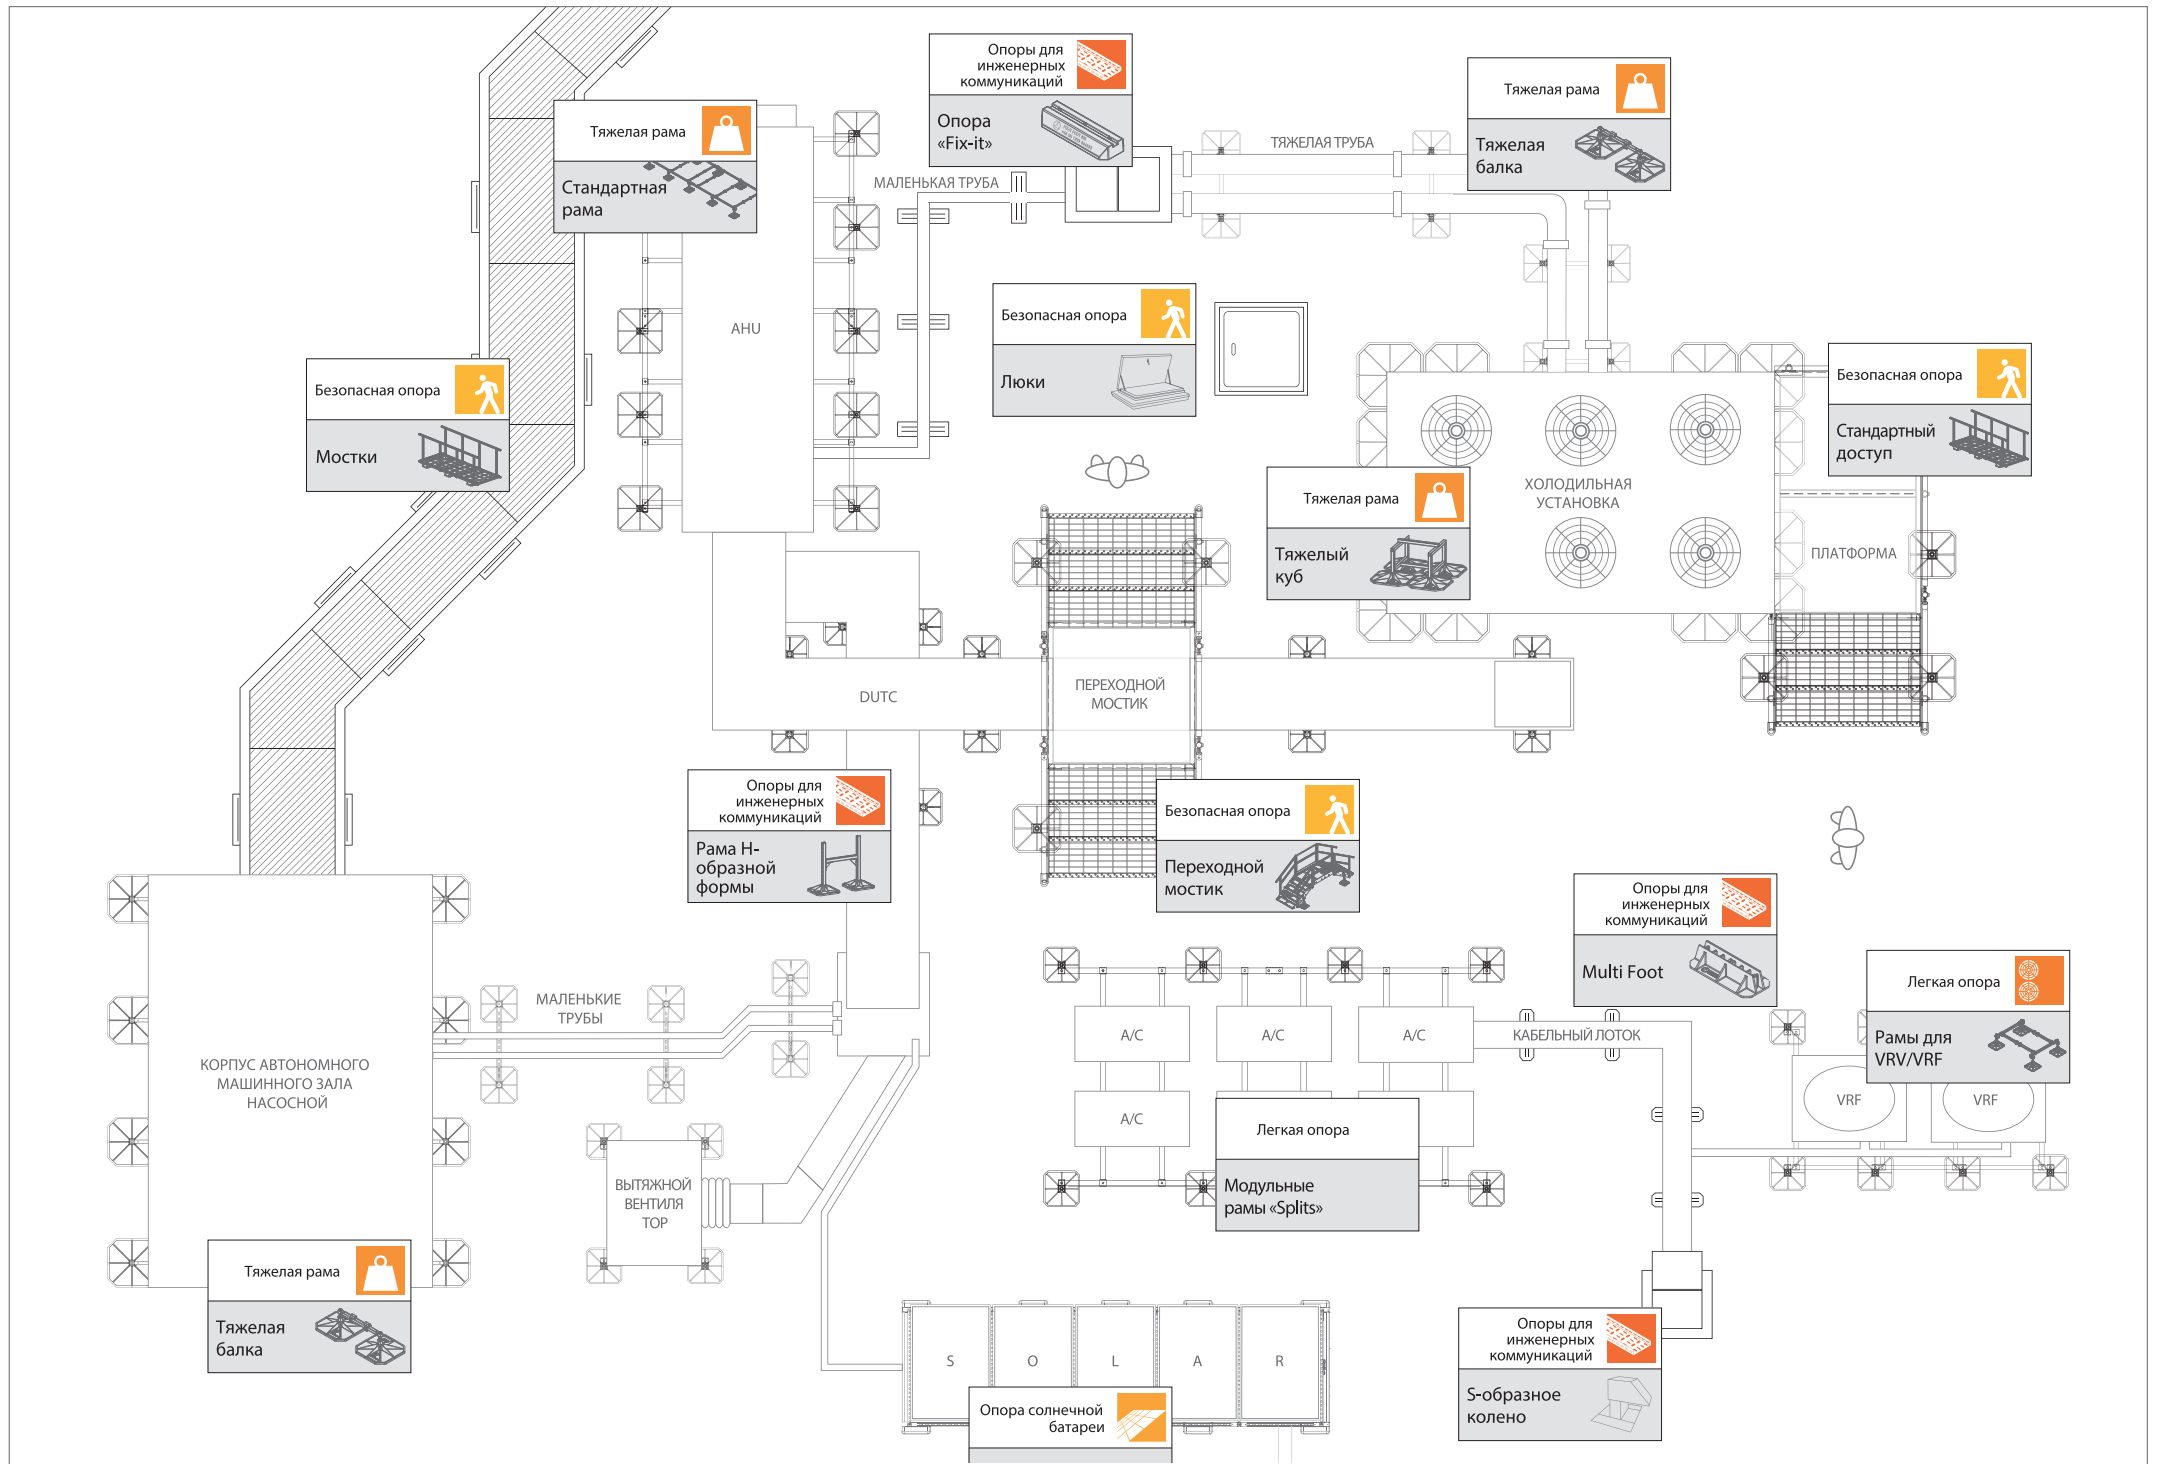 Опоры для
инженерных
коммуникаций
Опора
«Fix-it»
Тяжелая рама
Тяжелая
балка
Тяжелая рама
Стандартная
рама
ТЯЖЕЛАЯ ТРУБА
МАЛЕНЬКАЯ ТРУБА
AHU
Безопасная опора
Люки
Безопасная опора
Мостки
Безопасная опора
Стандартный
доступ
ХОЛОДИЛЬНАЯ
УСТАНОВКА
Тяжелая рама
Тяжелый
куб
ПЛАТФОРМА
DUTC
ПЕРЕХОДНОЙ
МОСТИК
Опоры для
инженерных
коммуникаций
Рама H-
образной
формы
Безопасная опора
Переходной
мостик
Опоры для
инженерных
коммуникаций
Multi Foot
Легкая опора
Рамы для
VRV/VRF
МАЛЕНЬКИЕ
ТРУБЫ
КОРПУС АВТОНОМНОГО
МАШИННОГО ЗАЛА
НАСОСНОЙ
A/C
A/C
A/C
КАБЕЛЬНЫЙ ЛОТОК
VRF
VRF
A/C
Легкая опора
Модульные
рамы «Splits»
ВЫТЯЖНОЙ
ВЕНТИЛЯ
ТОР
Тяжелая рама
Тяжелая
балка
Опоры для
инженерных
коммуникаций
S-образное
колено
S O L A R
Опора солнечной
батареи